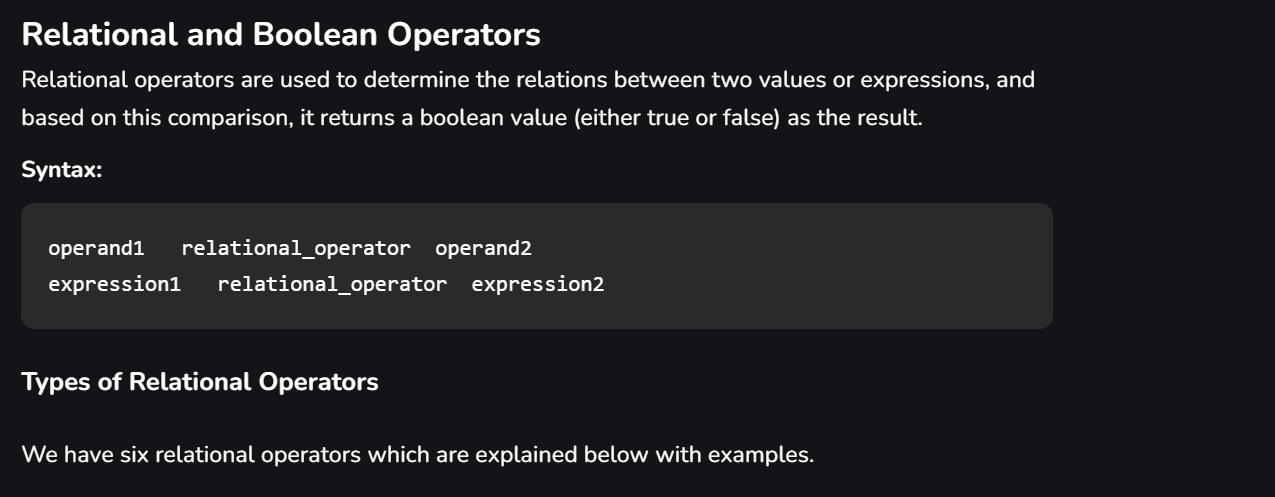 Relational and Boolean Operators
Relational operators are used to determine the relations between two values or expressions, and
based on this comparison, it returns a boolean value (either true or false) as the result.
Syntax:
operand1   relational_operator  operand2
expression1   relational_operator  expression2
Types of Relational Operators
We have six relational operators which are explained below with examples.